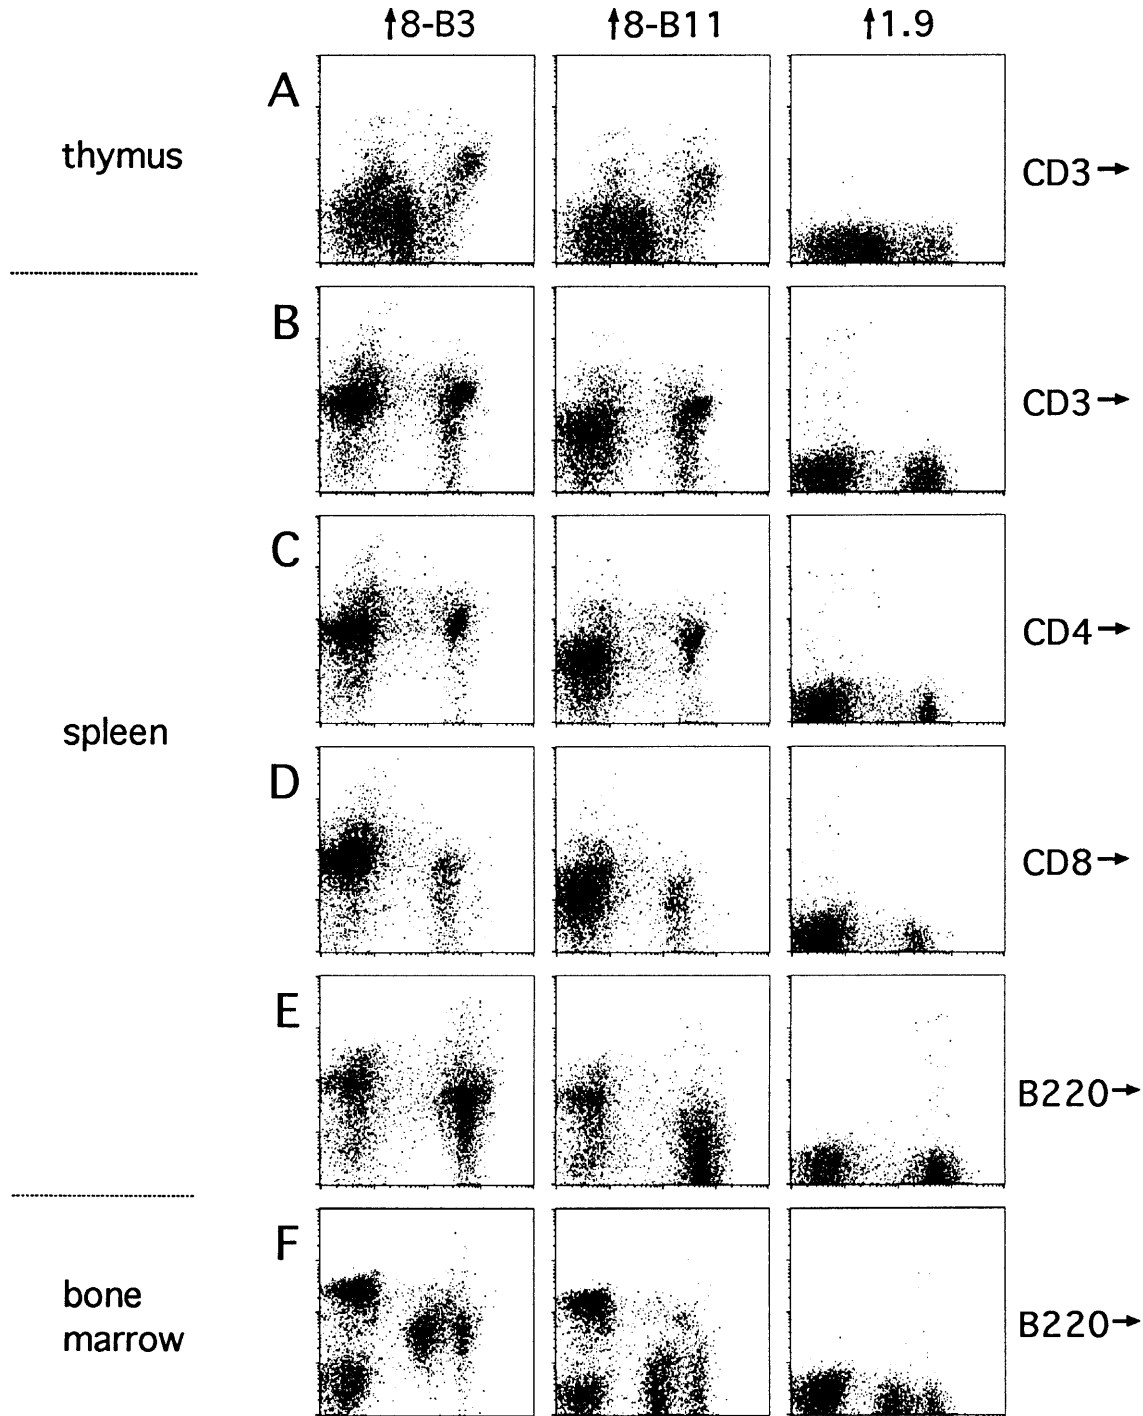 ↑8-B3 ↑8-B11 ↑1.9
A
thymus
CD3→
B
CD3→
C
CD4→
spleen
D
CD8→
E
B220→
F
bone
marrow
B220→